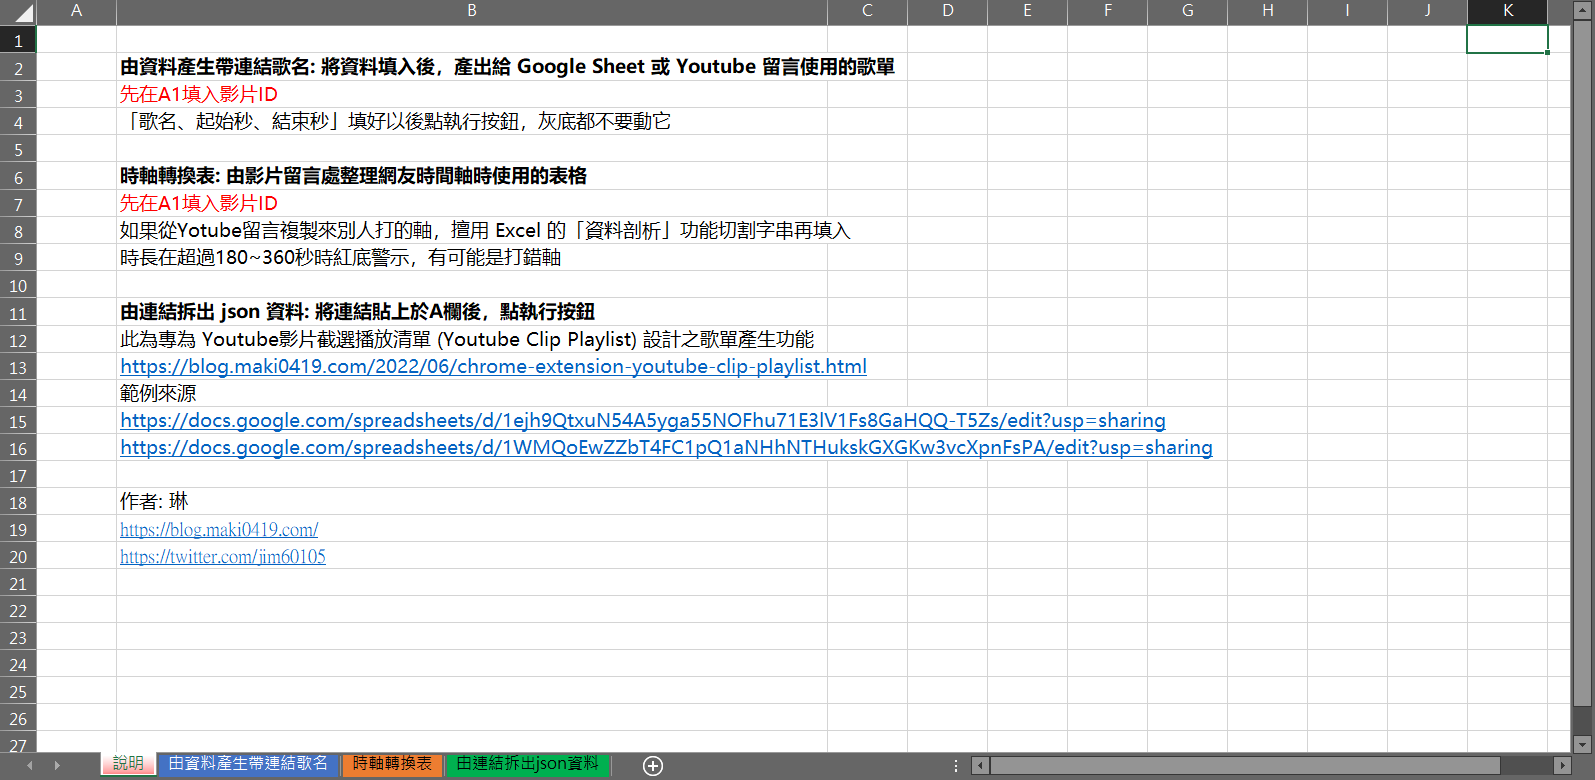 A B C D E F G H I J K
1
2 由資料產生帶連結歌名: 將資料填入後，產出給 Google Sheet 或 Youtube 留言使用的歌單
3 先在A1填入影片ID
4 「歌名、起始秒、結束秒」填好以後點執行按鈕，灰底都不要動它
5
6 時軸轉換表: 由影片留言處整理網友時間軸時使用的表格
7 先在A1填入影片ID
8 如果從Yotube留言複製來別人打的軸，擅用 Excel 的「資料剖析」功能切割字串再填入
9 時長在超過180~360秒時紅底警示，有可能是打錯軸
10
11 由連結拆出 json 資料: 將連結貼上於A欄後，點執行按鈕
12 此為專為 Youtube影片截選播放清單 (Youtube Clip Playlist) 設計之歌單產生功能
13 https://blog.maki0419.com/2022/06/chrome-extension-youtube-clip-playlist.html
14 範例來源
15 https://docs.google.com/spreadsheets/d/1ejh9QtxuN54A5yga55NOFhu71E3lV1Fs8GaHQQ-T5Zs/edit?usp=sharing
16 https://docs.google.com/spreadsheets/d/1WMQoEwZZbT4FC1pQ1aNHhNTHukskGXGKw3vcXpnFsPA/edit?usp=sharing
17
18 作者: 琳
19 https://blog.maki0419.com/
20 https://twitter.com/jim60105
21
22
23
24
25
26
27
說明 由資料產生帶連結歌名 時軸轉換表 由連結拆出json資料